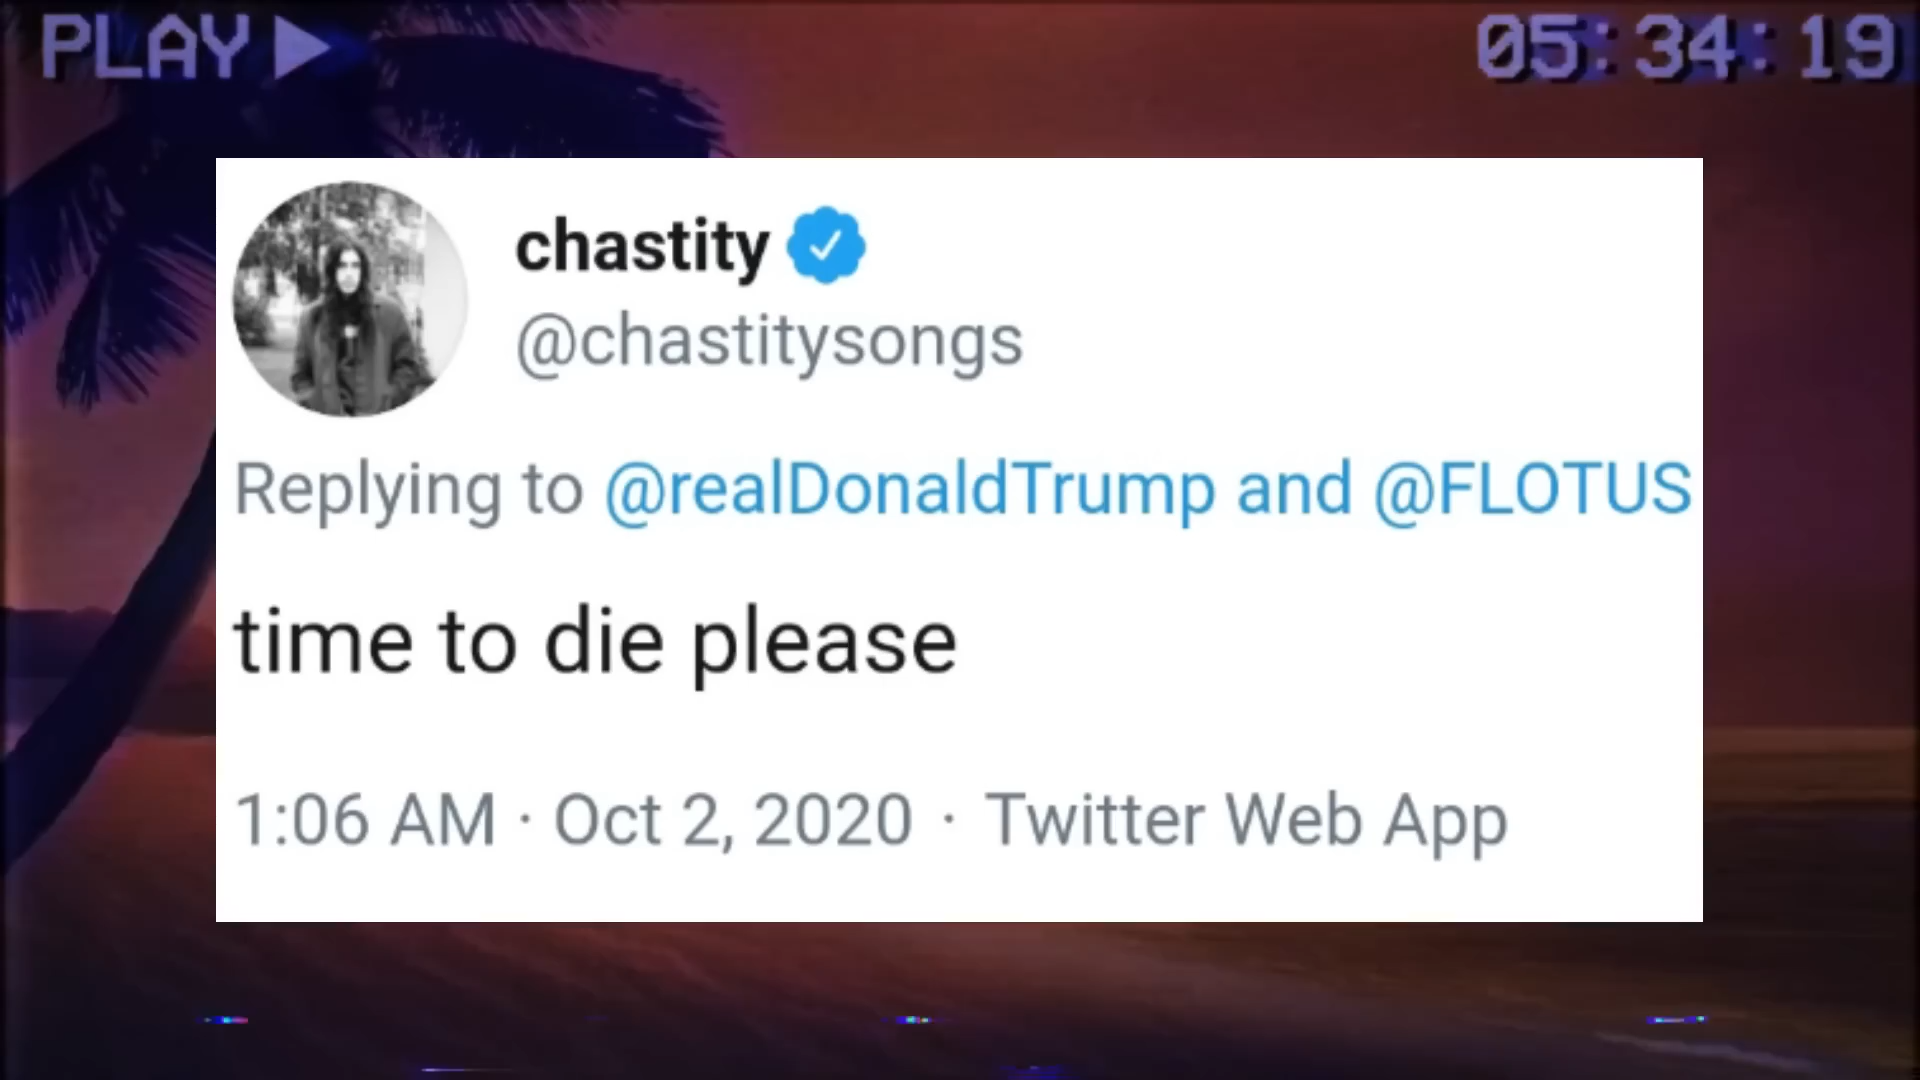 PLAY
05:34:19
chastity
@chastitysongs
Replying to @realDonaldTrump and @FLOTUS
time to die please
1:06 AM · Oct 2, 2020 · Twitter Web App